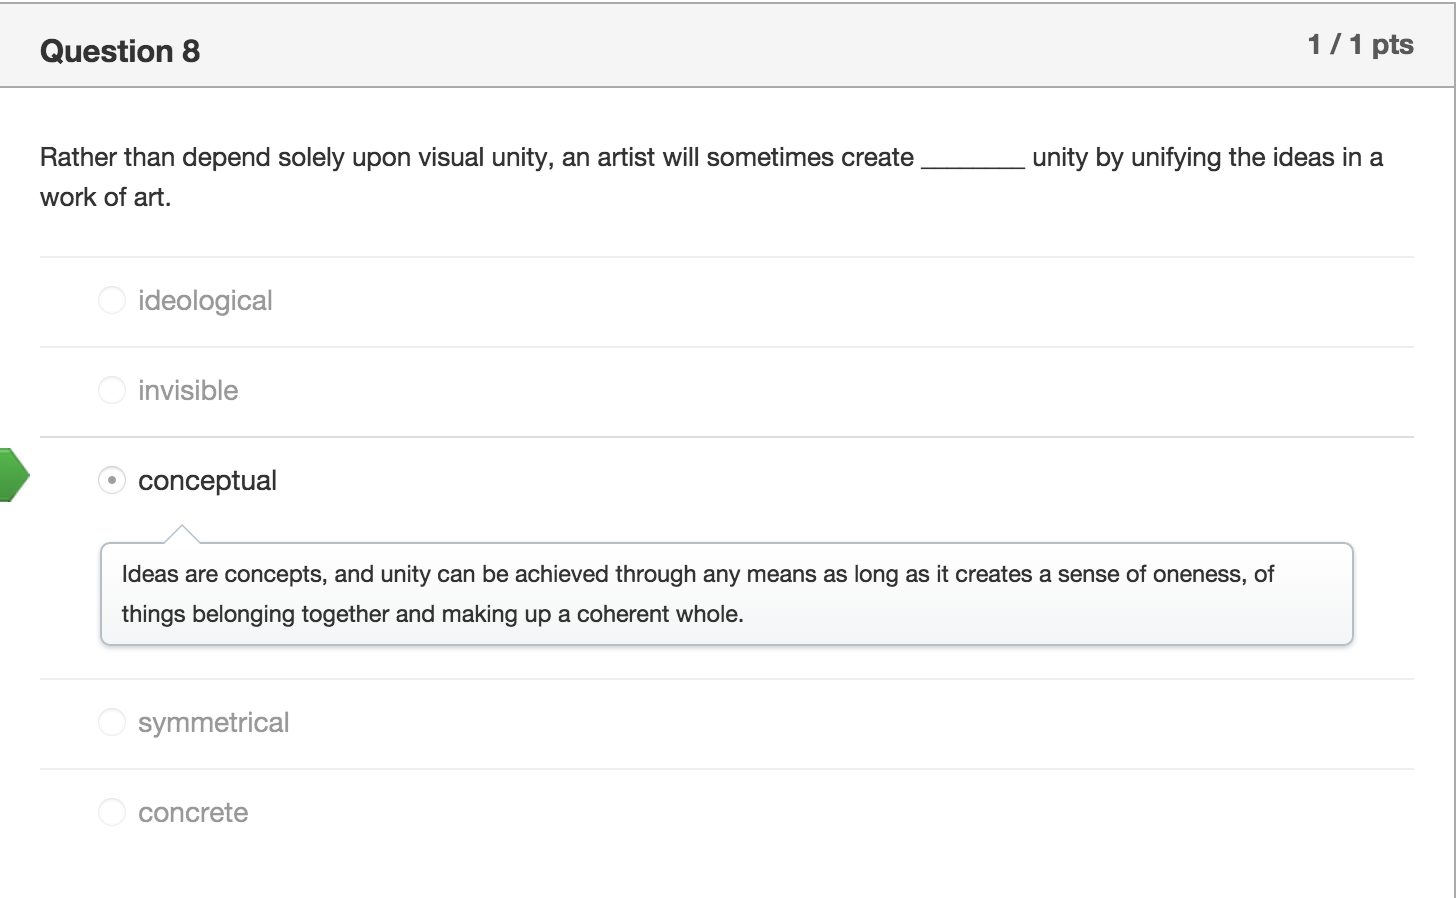 Question 8
1 / 1 pts
Rather than depend solely upon visual unity, an artist will sometimes create ________ unity by unifying the ideas in a
work of art.
ideological
invisible
conceptual
Ideas are concepts, and unity can be achieved through any means as long as it creates a sense of oneness, of
things belonging together and making up a coherent whole.
symmetrical
concrete